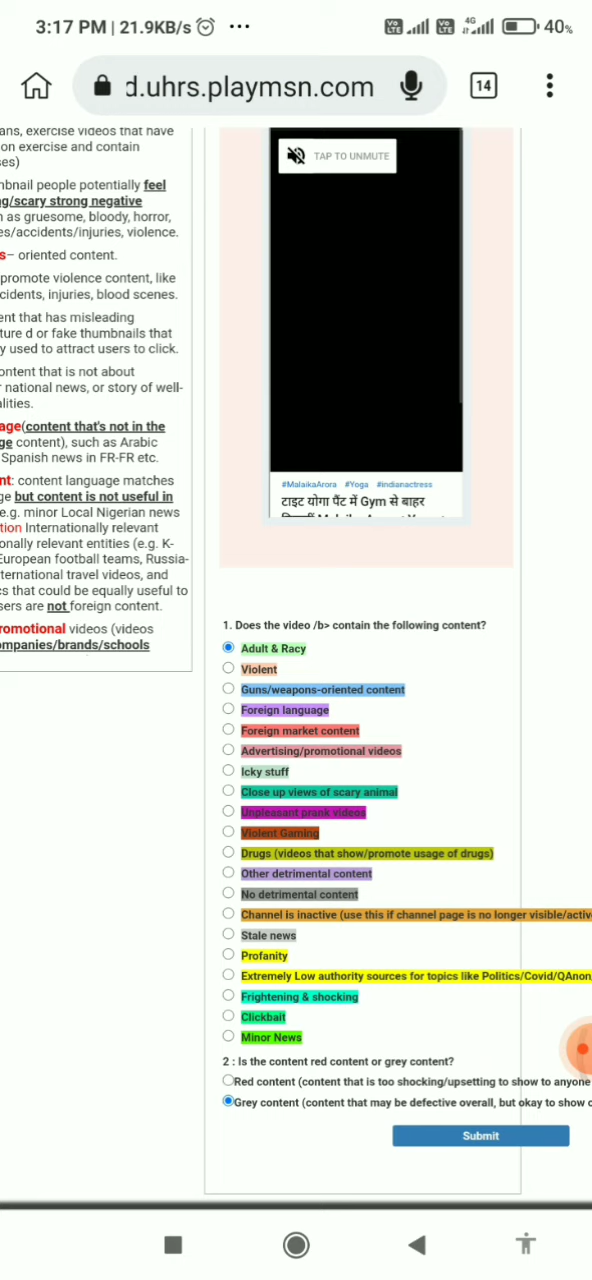 3:17 PM | 21.9KB/s ...
Vo LTE Vo LTE 4G 40%
d.uhrs.playmsn.com 14
ans, exercise videos that have
on exercise and contain
ses)
nbnail people potentially feel
ng/scary strong negative
n as gruesome, bloody, horror,
es/accidents/injuries, violence.
s– oriented content.
promote violence content, like
cidents, injuries, blood scenes.
ent that has misleading
ture d or fake thumbnails that
y used to attract users to click.
ontent that is not about
r national news, or story of well-
alities.
age(content that's not in the
ge content), such as Arabic
Spanish news in FR-FR etc.
nt: content language matches
ge but content is not useful in
e.g. minor Local Nigerian news
tion Internationally relevant
onally relevant entities (e.g. K-
European football teams, Russia-
ternational travel videos, and
cs that could be equally useful to
sers are not foreign content.
romotional videos (videos
ompanies/brands/schools
TAP TO UNMUTE
#MalaikaArora #Yoga #indianactress
टाइट योगा पैंट में Gym से बाहर
1. Does the video /b> contain the following content?
Adult & Racy
Violent
Guns/weapons-oriented content
Foreign language
Foreign market content
Advertising/promotional videos
Icky stuff
Close up views of scary animal
Unpleasant prank videos
Violent Gaming
Drugs (videos that show/promote usage of drugs)
Other detrimental content
No detrimental content
Channel is inactive (use this if channel page is no longer visible/active
Stale news
Profanity
Extremely Low authority sources for topics like Politics/Covid/QAnon,
Frightening & shocking
Clickbait
Minor News
2 : Is the content red content or grey content?
Red content (content that is too shocking/upsetting to show to anyone
Grey content (content that may be defective overall, but okay to show
Submit